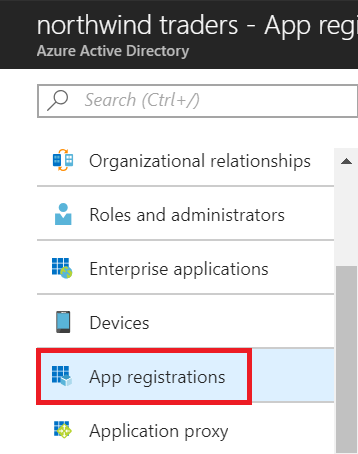 northwind traders - App regi
Azure Active Directory
Search (Ctrl+/)
Organizational relationships
Roles and administrators
Enterprise applications
Devices
App registrations
Application proxy